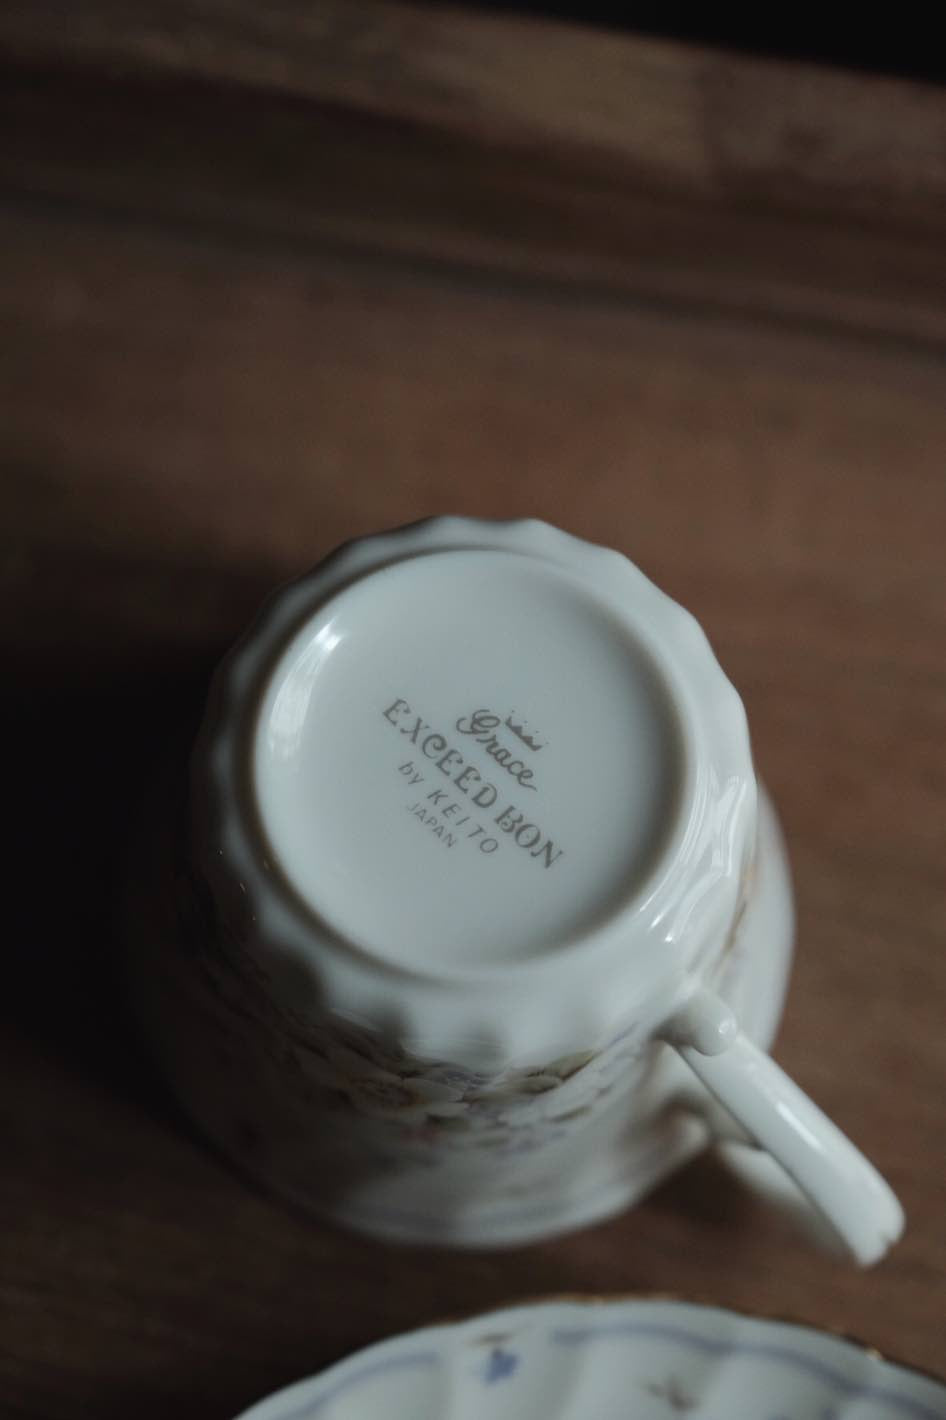 Grace
EXCEED BON
by KEITO
JAPAN